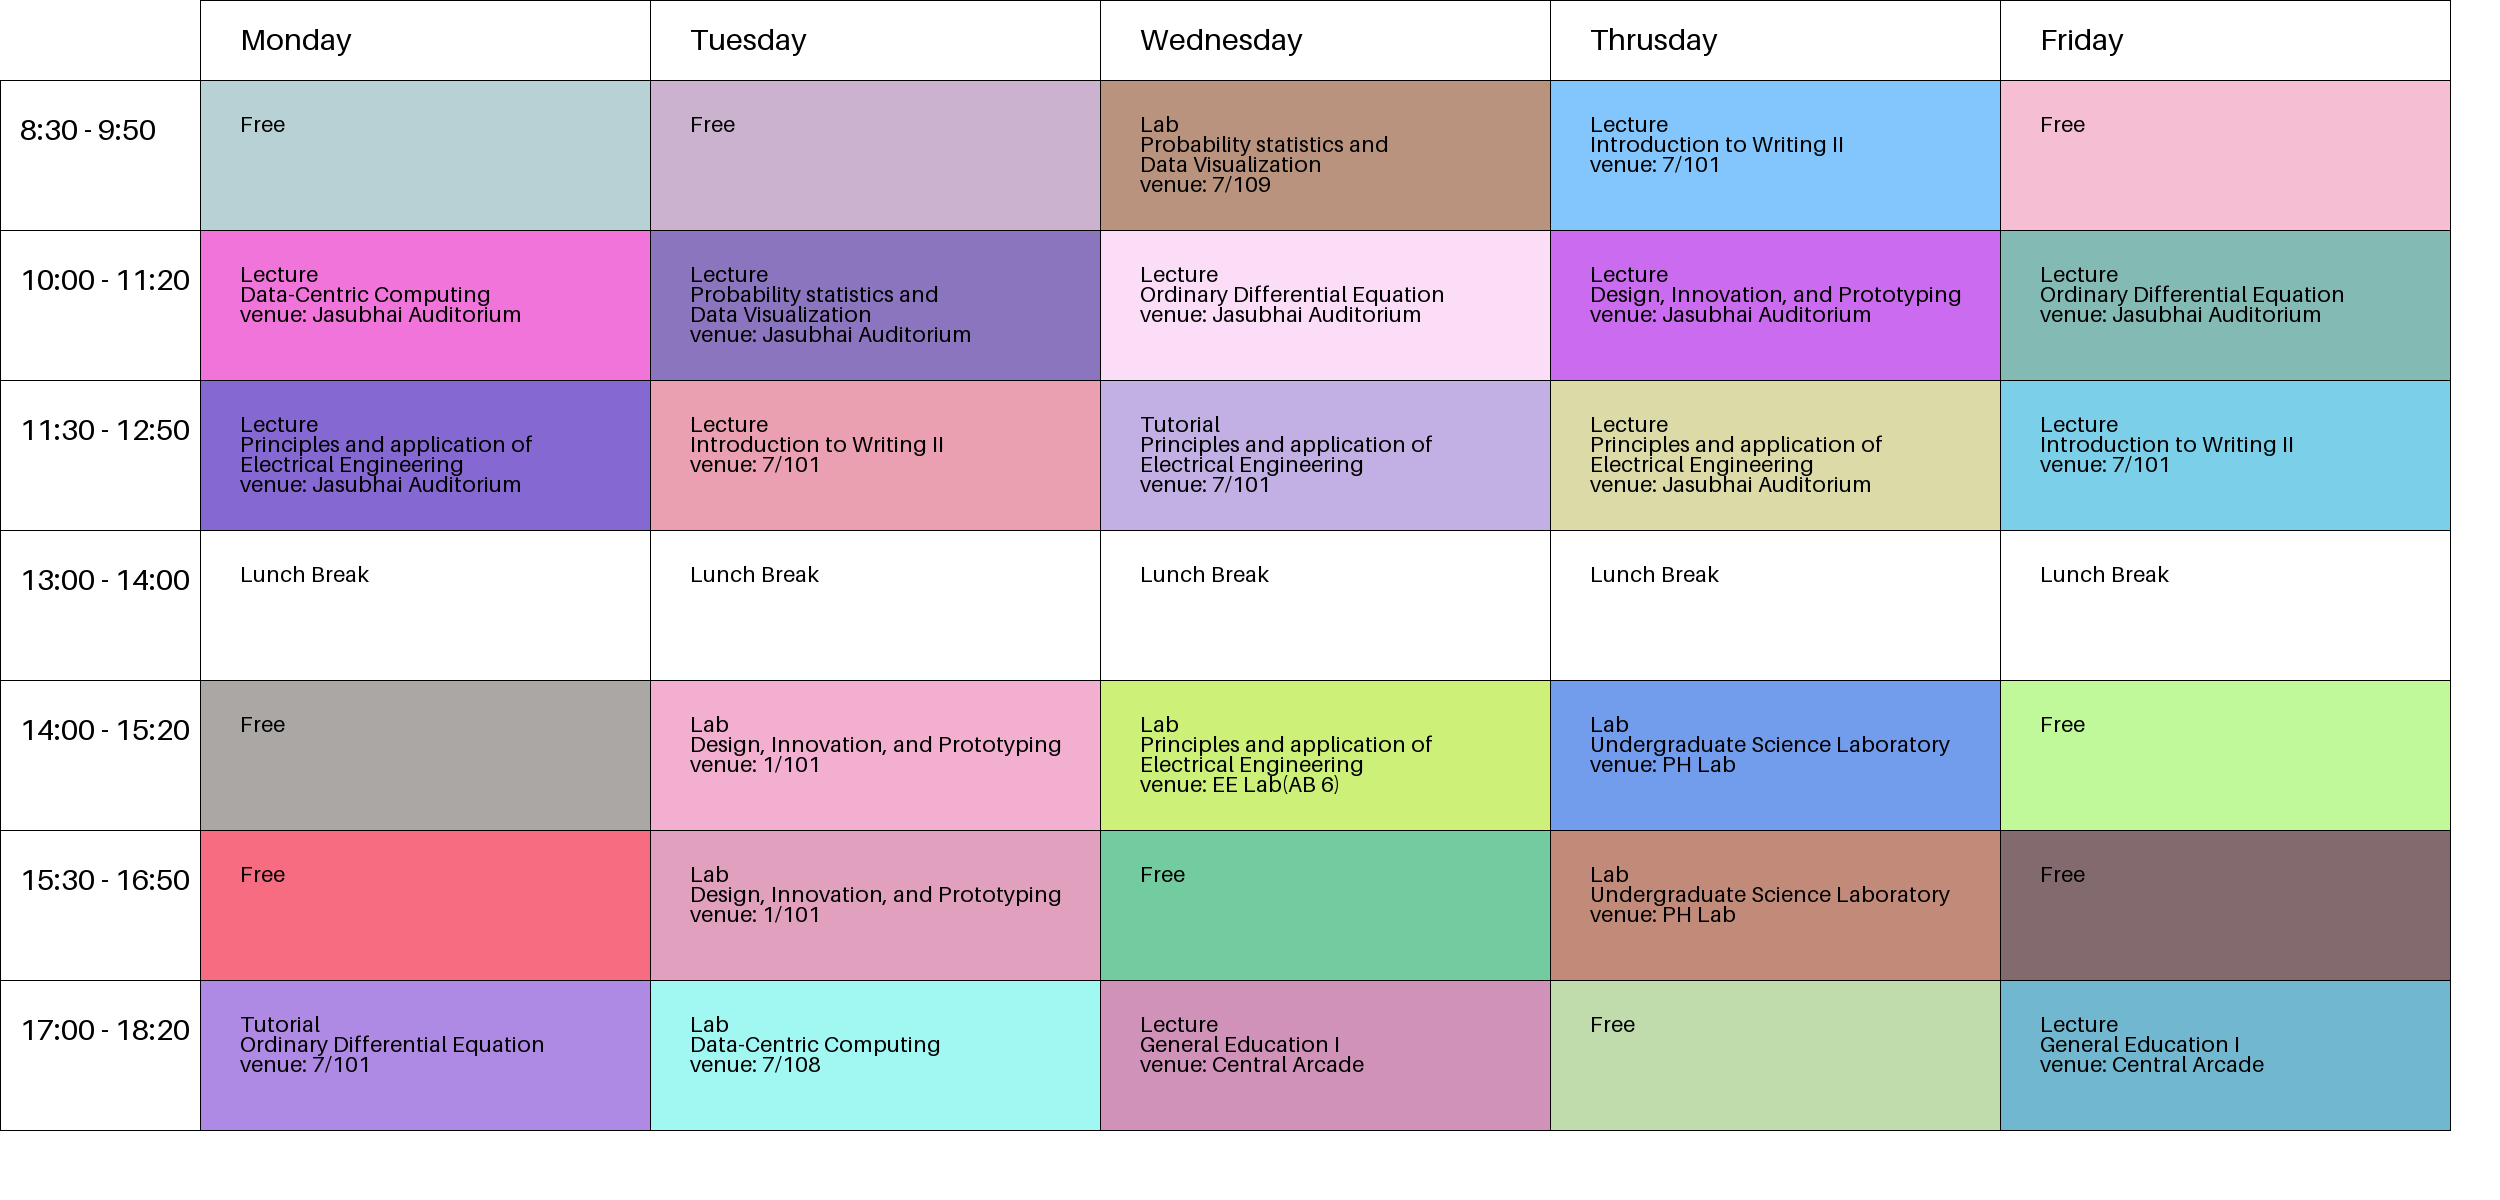 Monday
Tuesday
Wednesday
Thrusday
Friday
8:30 - 9:50
Free
Free
Lab
Probability statistics and
Data Visualization
venue: 7/109
Lecture
Introduction to Writing II
venue: 7/101
Free
10:00 - 11:20
Lecture
Data-Centric Computing
venue: Jasubhai Auditorium
Lecture
Probability statistics and
Data Visualization
venue: Jasubhai Auditorium
Lecture
Ordinary Differential Equation
venue: Jasubhai Auditorium
Lecture
Design, Innovation, and Prototyping
venue: Jasubhai Auditorium
Lecture
Ordinary Differential Equation
venue: Jasubhai Auditorium
11:30 - 12:50
Lecture
Principles and application of
Electrical Engineering
venue: Jasubhai Auditorium
Lecture
Introduction to Writing II
venue: 7/101
Tutorial
Principles and application of
Electrical Engineering
venue: 7/101
Lecture
Principles and application of
Electrical Engineering
venue: Jasubhai Auditorium
Lecture
Introduction to Writing II
venue: 7/101
13:00 - 14:00
Lunch Break
Lunch Break
Lunch Break
Lunch Break
Lunch Break
14:00 - 15:20
Free
Lab
Design, Innovation, and Prototyping
venue: 1/101
Lab
Principles and application of
Electrical Engineering
venue: EE Lab(AB 6)
Lab
Undergraduate Science Laboratory
venue: PH Lab
Free
15:30 - 16:50
Free
Lab
Design, Innovation, and Prototyping
venue: 1/101
Free
Lab
Undergraduate Science Laboratory
venue: PH Lab
Free
17:00 - 18:20
Tutorial
Ordinary Differential Equation
venue: 7/101
Lab
Data-Centric Computing
venue: 7/108
Lecture
General Education I
venue: Central Arcade
Free
Lecture
General Education I
venue: Central Arcade